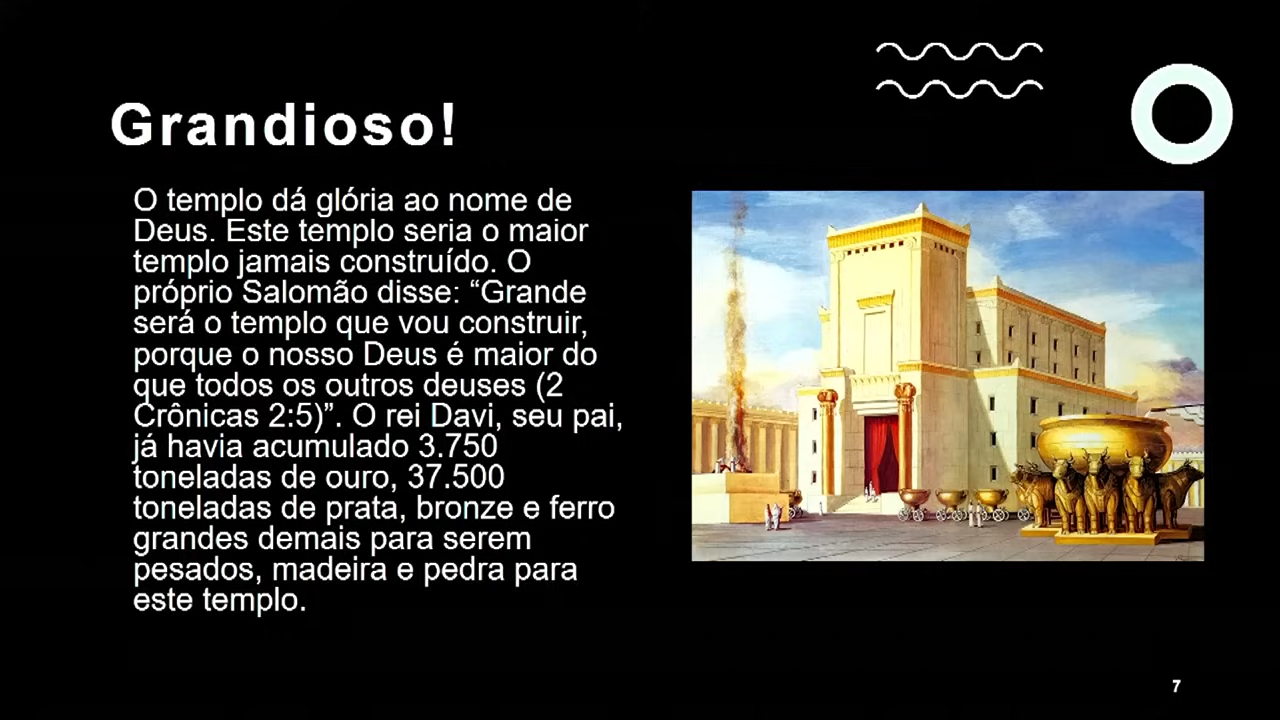 Grandioso!
O templo dá glória ao nome de
Deus. Este templo seria o maior
templo jamais construído. O
próprio Salomão disse: “Grande
será o templo que vou construir,
porque o nosso Deus é maior do
que todos os outros deuses (2
Crônicas 2:5)”. O rei Davi, seu pai,
já havia acumulado 3.750
toneladas de ouro, 37.500
toneladas de prata, bronze e ferro
grandes demais para serem
pesados, madeira e pedra para
este templo.
7